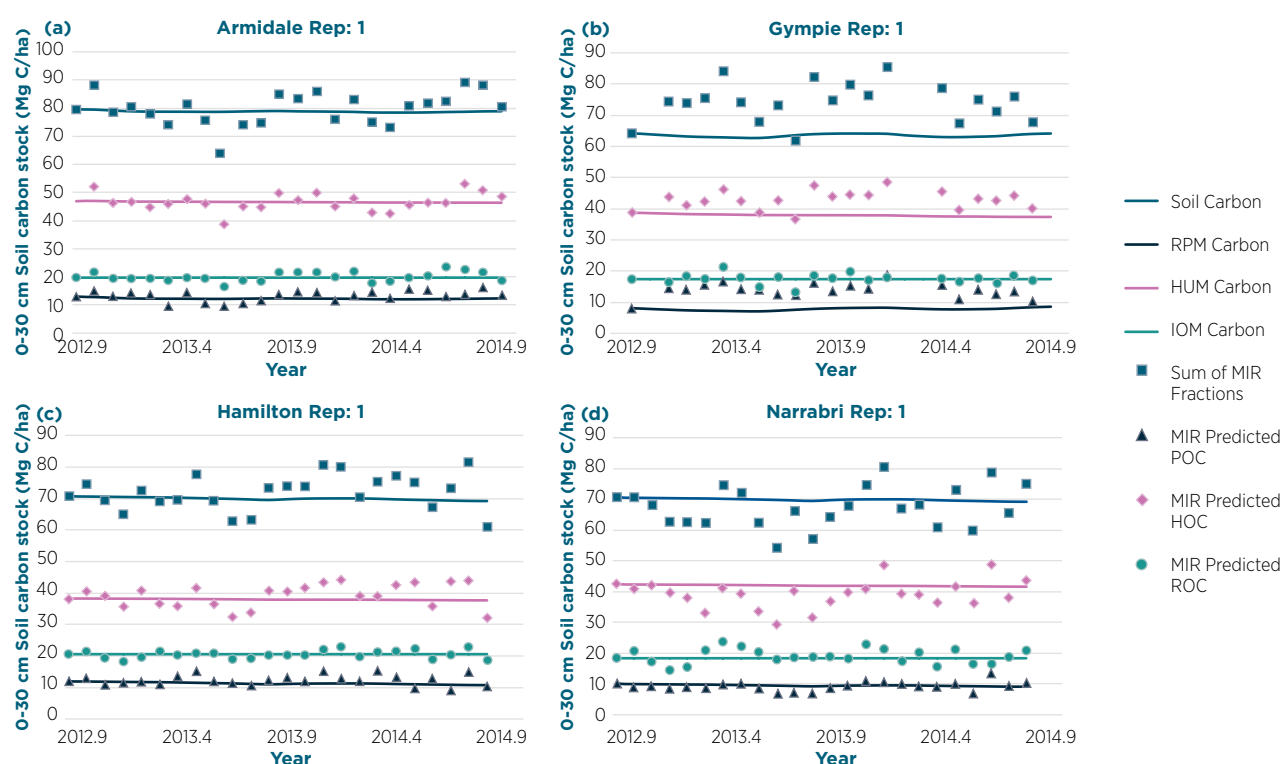 (a)
Armidale Rep: 1
0-30 cm Soil carbon stock (Mg C/ha)
100
90
80
70
60
50
40
30
20
10
0
2012.9 2013.4 2013.9 2014.4 2014.9
Year
(b)
Gympie Rep: 1
0-30 cm Soil carbon stock (Mg C/ha)
90
80
70
60
50
40
30
20
10
0
2012.9 2013.4 2013.9 2014.4 2014.9
Year
(c)
Hamilton Rep: 1
0-30 cm Soil carbon stock (Mg C/ha)
90
80
70
60
50
40
30
20
10
0
2012.9 2013.4 2013.9 2014.4 2014.9
Year
(d)
Narrabri Rep: 1
0-30 cm Soil carbon stock (Mg C/ha)
90
80
70
60
50
40
30
20
10
0
2012.9 2013.4 2013.9 2014.4 2014.9
Year
Soil Carbon
RPM Carbon
HUM Carbon
IOM Carbon
Sum of MIR
Fractions
MIR Predicted
POC
MIR Predicted
HOC
MIR Predicted
ROC